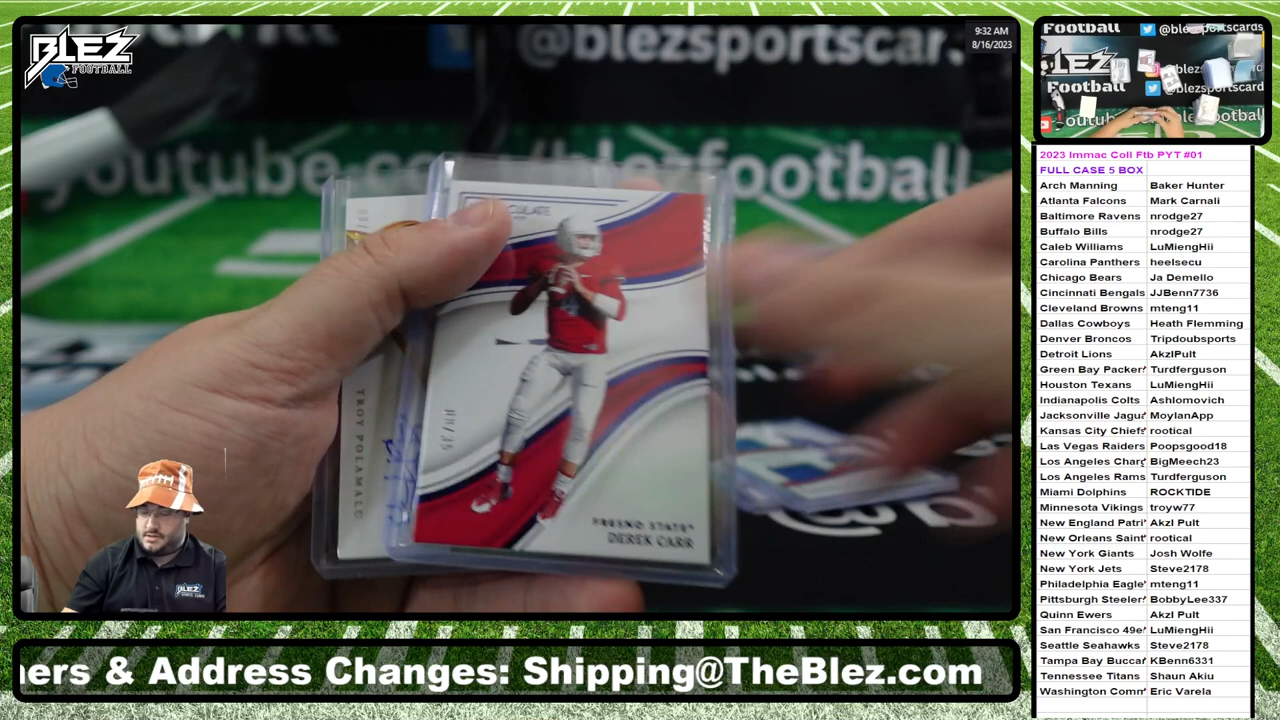 BLEZ
FOOTBALL
9:32 AM
8/16/2023
@blezsportscar
youtube
/blezfootball
TROY POLAMALU
FRESNO STATE
DEREK CARR
Football
@blezsportscards
BLEZ
Football
2023 Immac Coll Ftb PYT #01
FULL CASE 5 BOX
Arch Manning Baker Hunter
Atlanta Falcons Mark Carnali
Baltimore Ravens nrodge27
Buffalo Bills nrodge27
Caleb Williams LuMiengHii
Carolina Panthers heelsecu
Chicago Bears Ja Demello
Cincinnati Bengals JJBenn7736
Cleveland Browns mteng11
Dallas Cowboys Heath Flemming
Denver Broncos Tripdoubsports
Detroit Lions AkzlPult
Green Bay Packer Turdferguson
Houston Texans LuMiengHii
Indianapolis Colts Ashlomovich
Jacksonville Jagu MoylanApp
Kansas City Chiefs rootical
Las Vegas Raiders Poopsgood18
Los Angeles Char BigMeech23
Los Angeles Rams Turdferguson
Miami Dolphins ROCKTIDE
Minnesota Vikings troyw77
New England Patri Akzl Pult
New Orleans Saint rootical
New York Giants Josh Wolfe
New York Jets Steve2178
Philadelphia Eagle mteng11
Pittsburgh Steeler BobbyLee337
Quinn Ewers Akzl Pult
San Francisco 49e LuMiengHii
Seattle Seahawks Steve2178
Tampa Bay Buccar KBenn6331
Tennessee Titans Shaun Akiu
Washington Comm Eric Varela
BLEZ
ers & Address Changes: Shipping@TheBlez.com